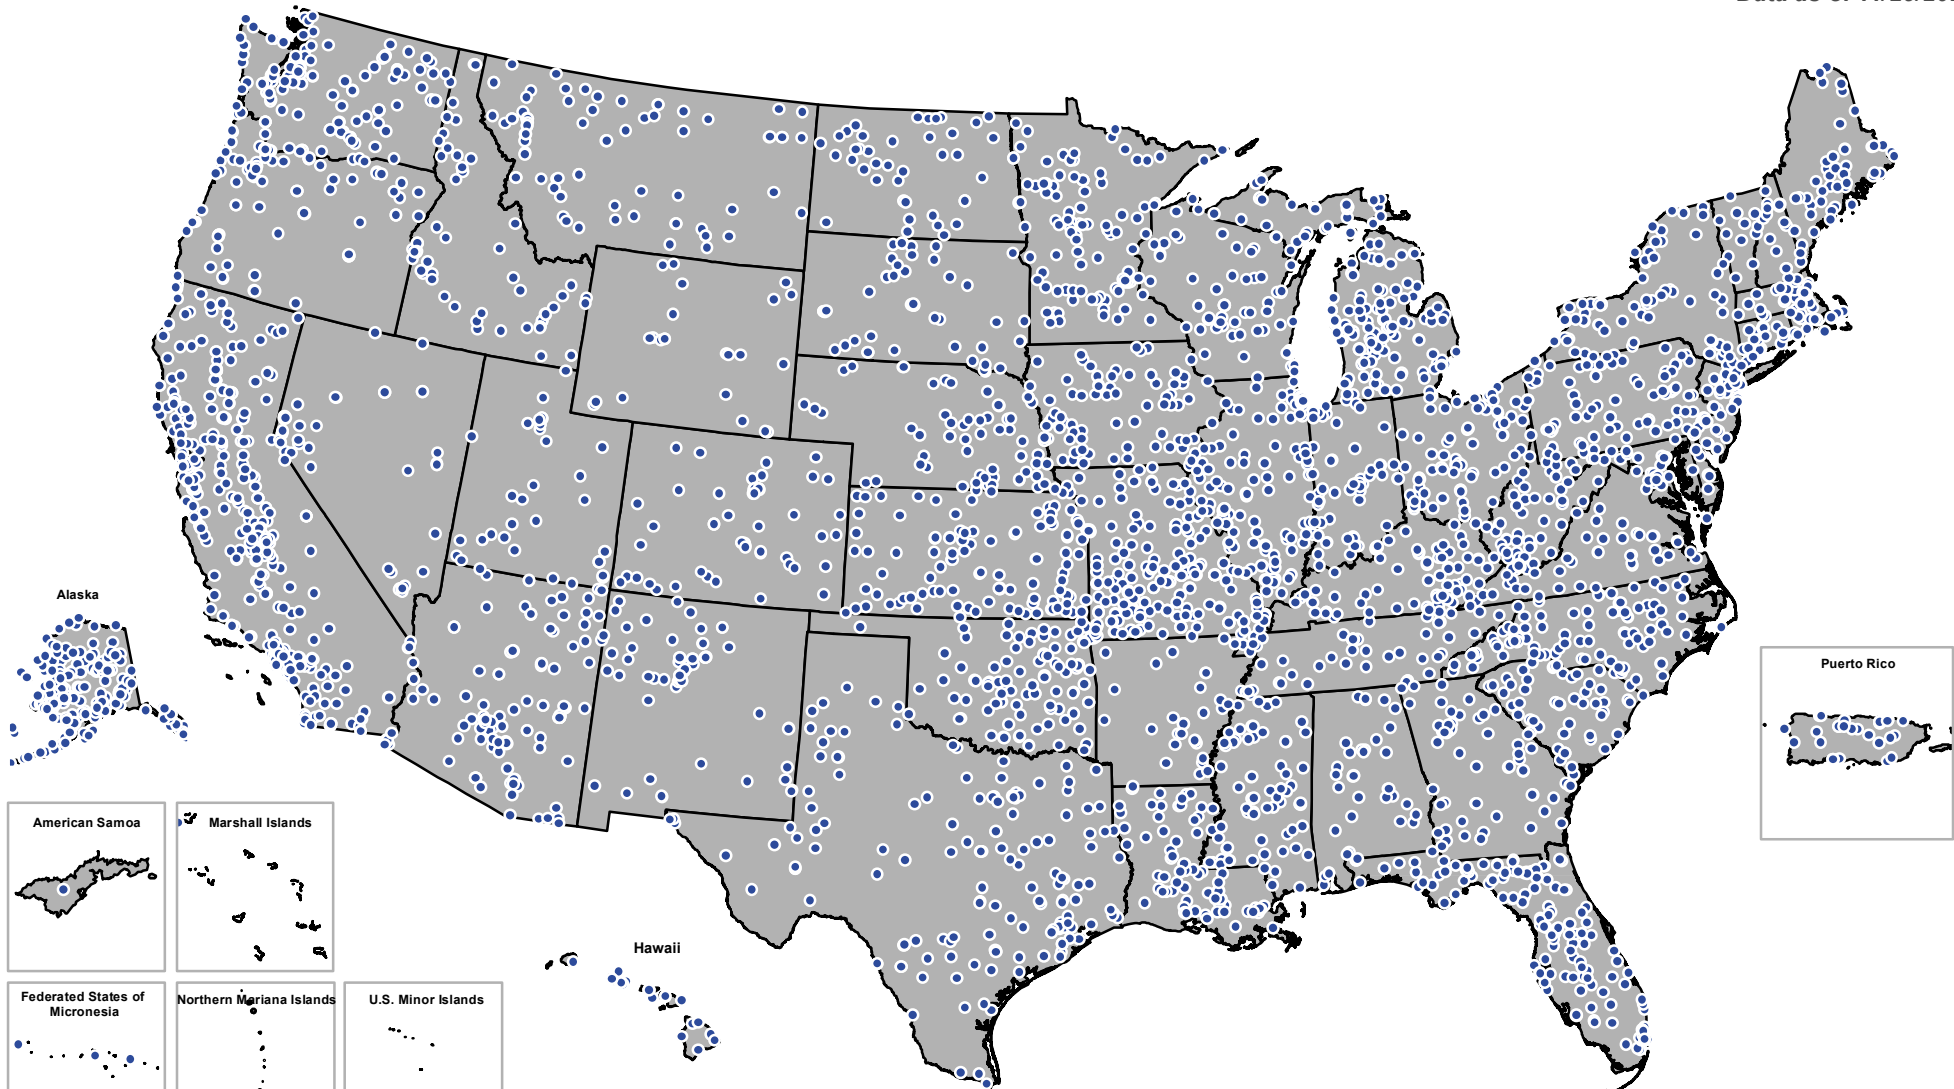 Alaska
Puerto Rico
American Samoa
Marshall Islands
Hawaii
Federated States of
Micronesia
Northern Mariana Islands
U.S. Minor Islands